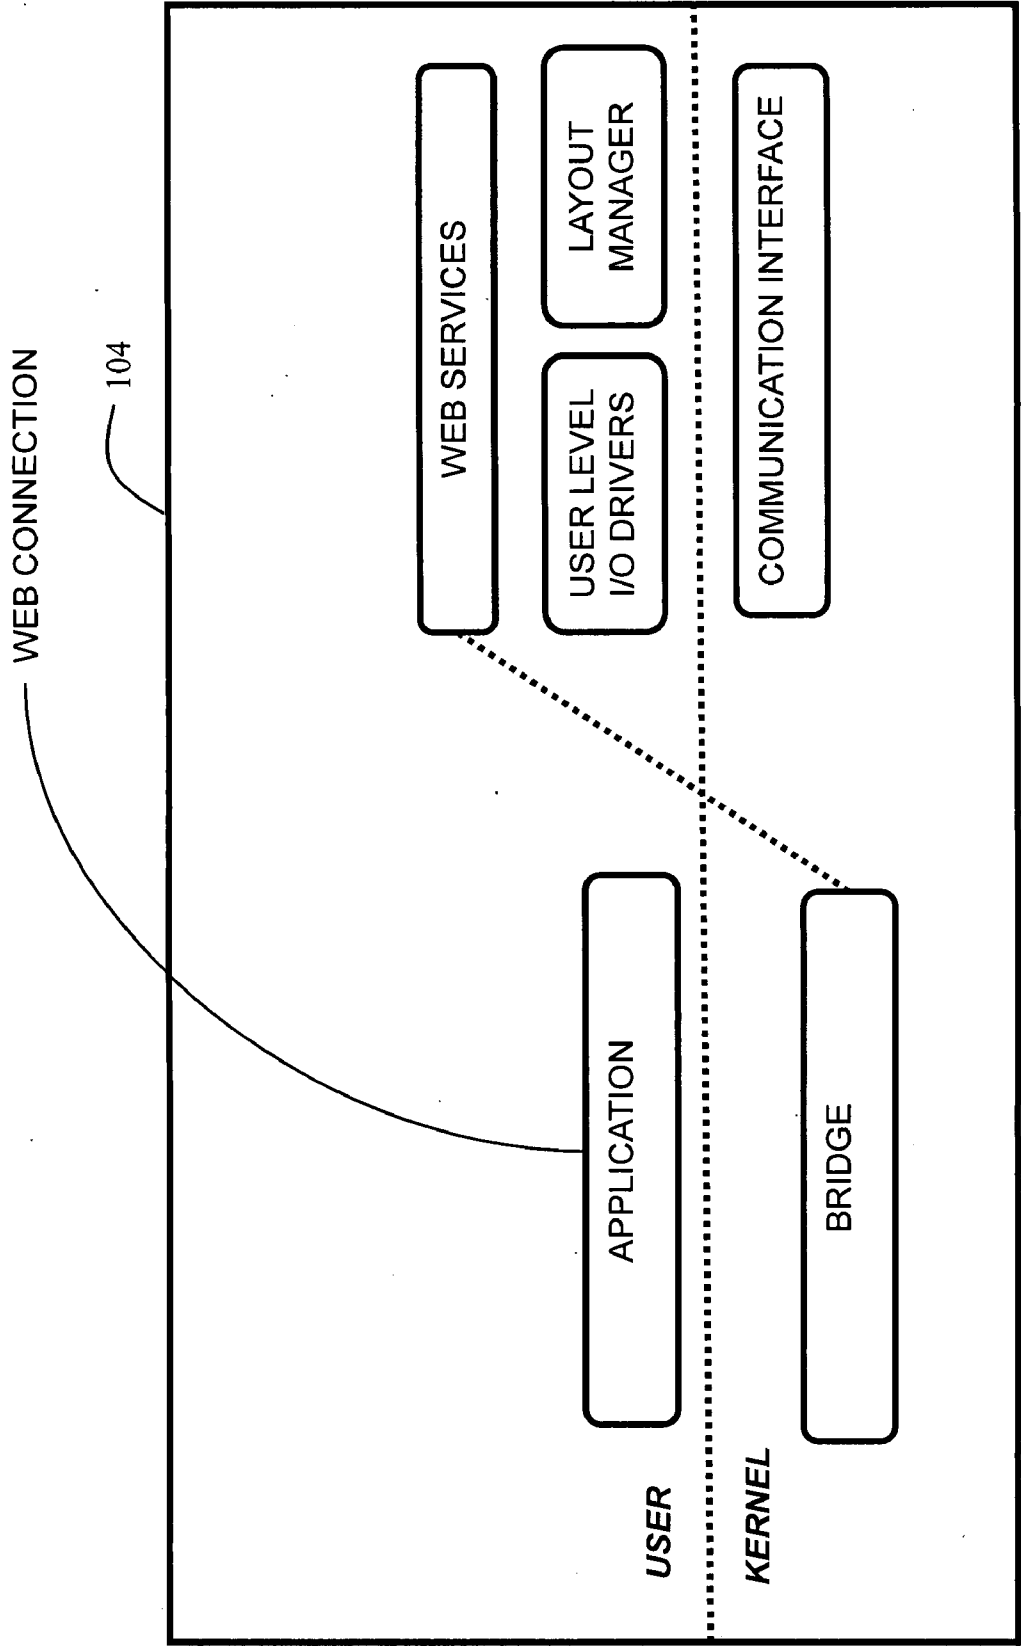 WEB CONNECTION
104
WEB SERVICES
USER LEVEL
I/O DRIVERS
LAYOUT
MANAGER
APPLICATION
USER
KERNEL
COMMUNICATION INTERFACE
BRIDGE